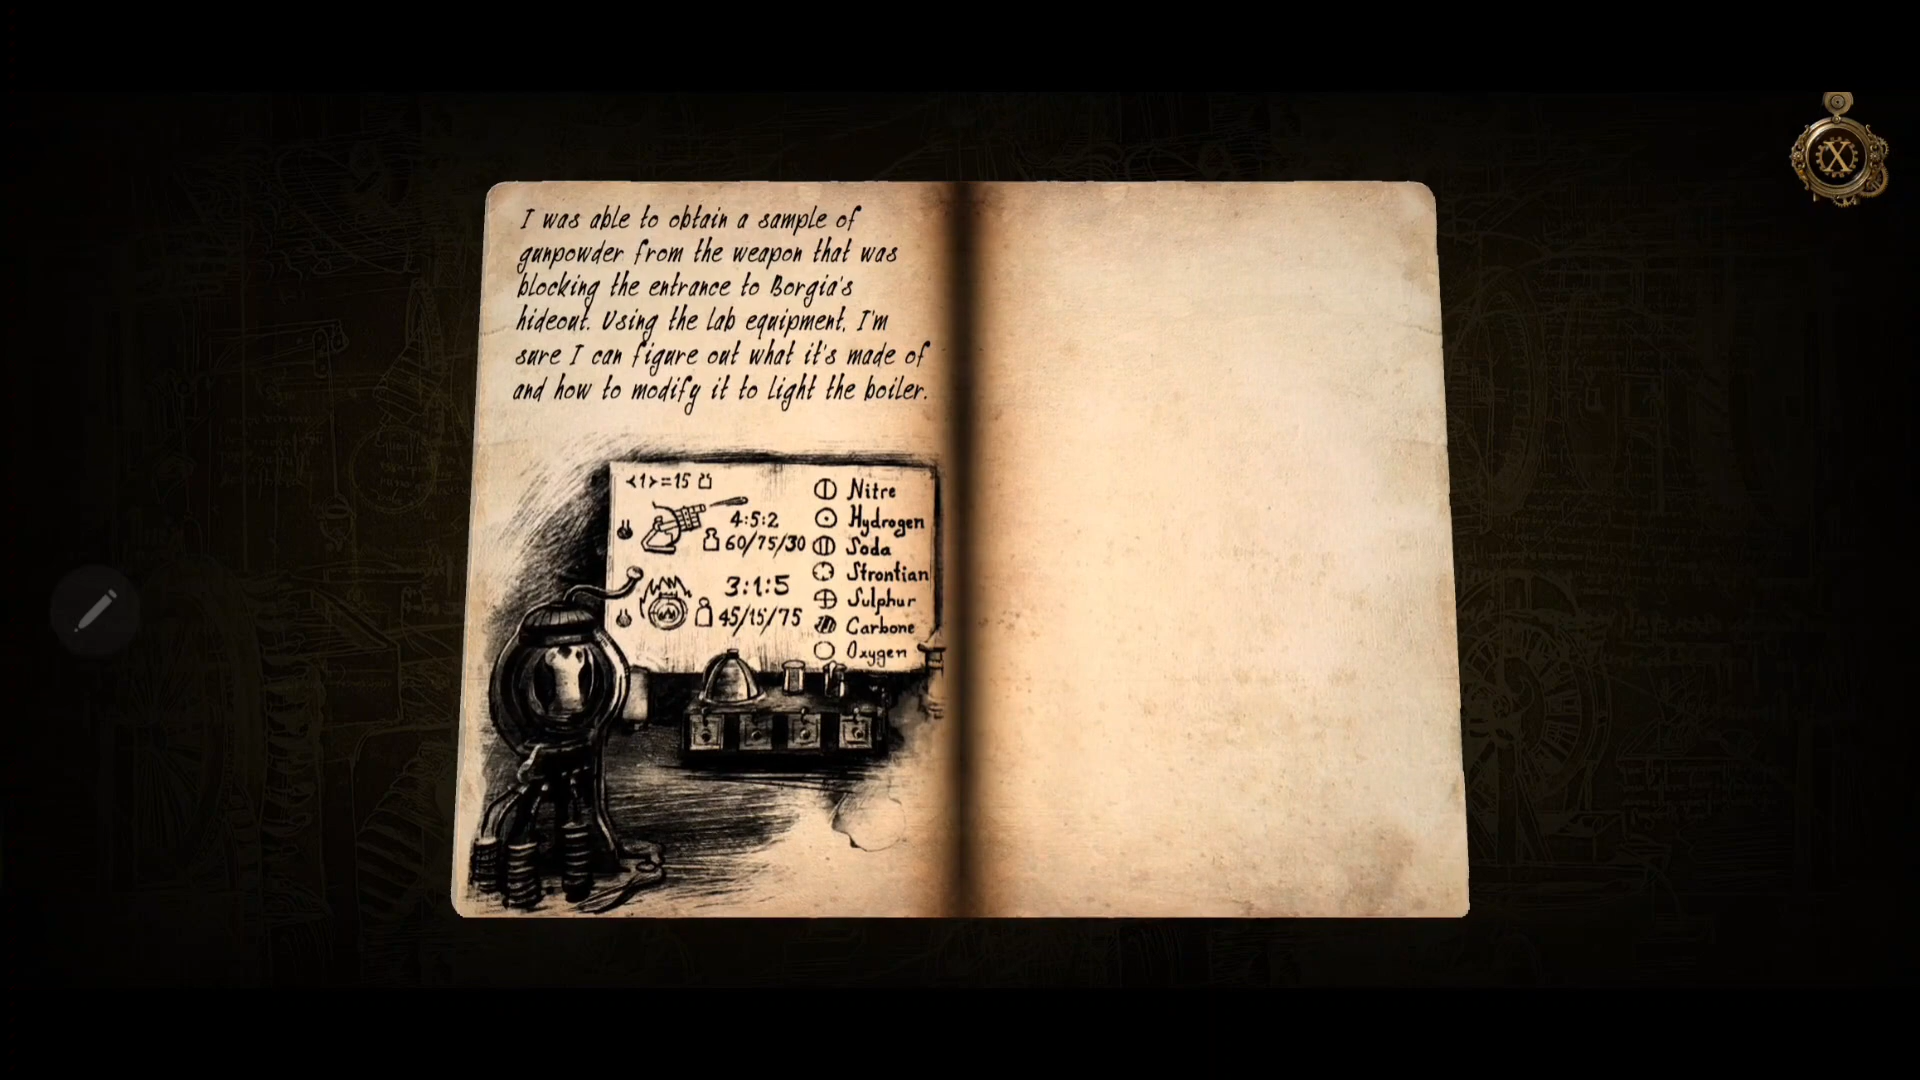 I was able to obtain a sample of
gunpowder from the weapon that was
blocking the entrance to Borgia's
hideout. Using the lab equipment, I'm
sure I can figure out what it's made of
and how to modify it to light the boiler.
<1>=15
4:5:2
60/75/30
3:1:5
45/15/75
Nitre
Hydrogen
Soda
Strontian
Sulphur
Carbone
Oxygen
X